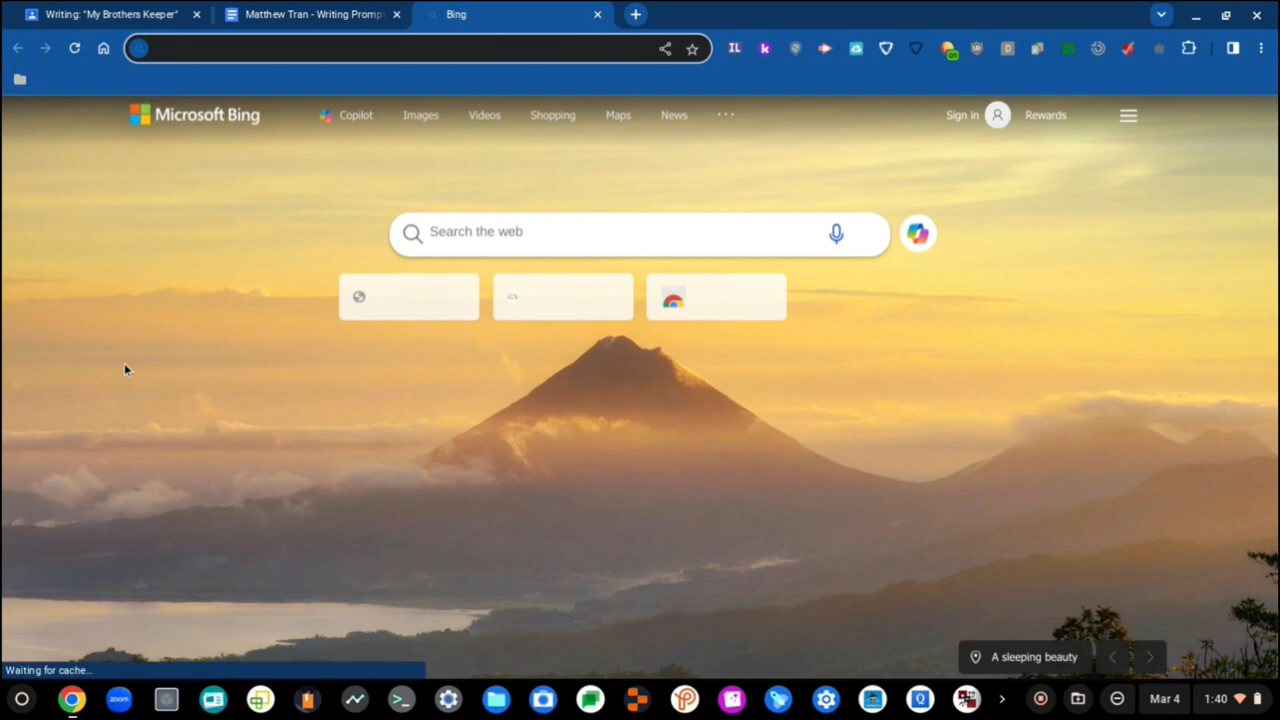 Writing: "My Brothers Keeper"
Matthew Tran - Writing Promp
Bing
Microsoft Bing
Copilot
Images
Videos
Shopping
Maps
News
Sign in
Rewards
Search the web
A sleeping beauty
Waiting for cache...
zoom
Mar 4
1:40